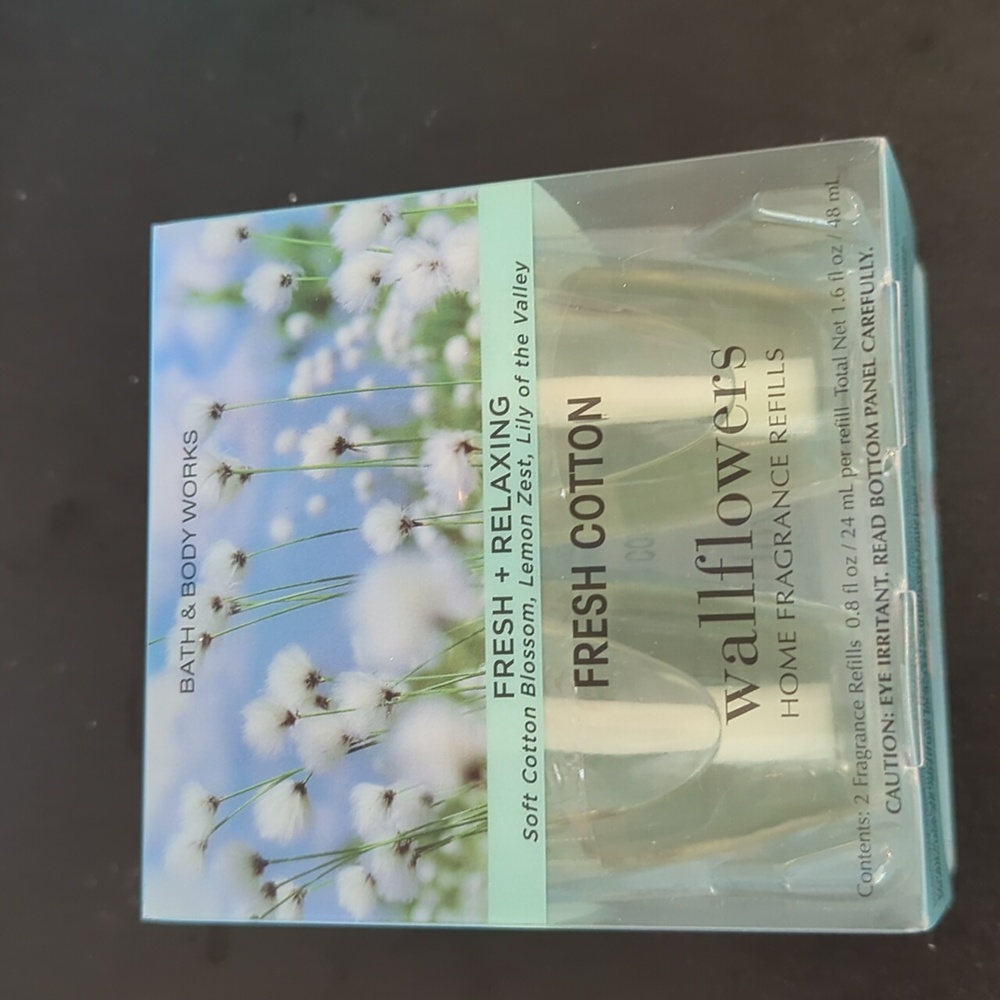 BATH & BODY WORKS
FRESH + RELAXING
Soft Cotton Blossom, Lemon Zest, Lily of the Valley
FRESH COTTON
wallflowers
HOME FRAGRANCE REFILLS
Contents: 2 Fragrance Refills 0.8 fl oz / 24 mL per refill Total Net 1.6 fl oz / 48 mL
CAUTION: EYE IRRITANT. READ BOTTOM PANEL CAREFULLY.